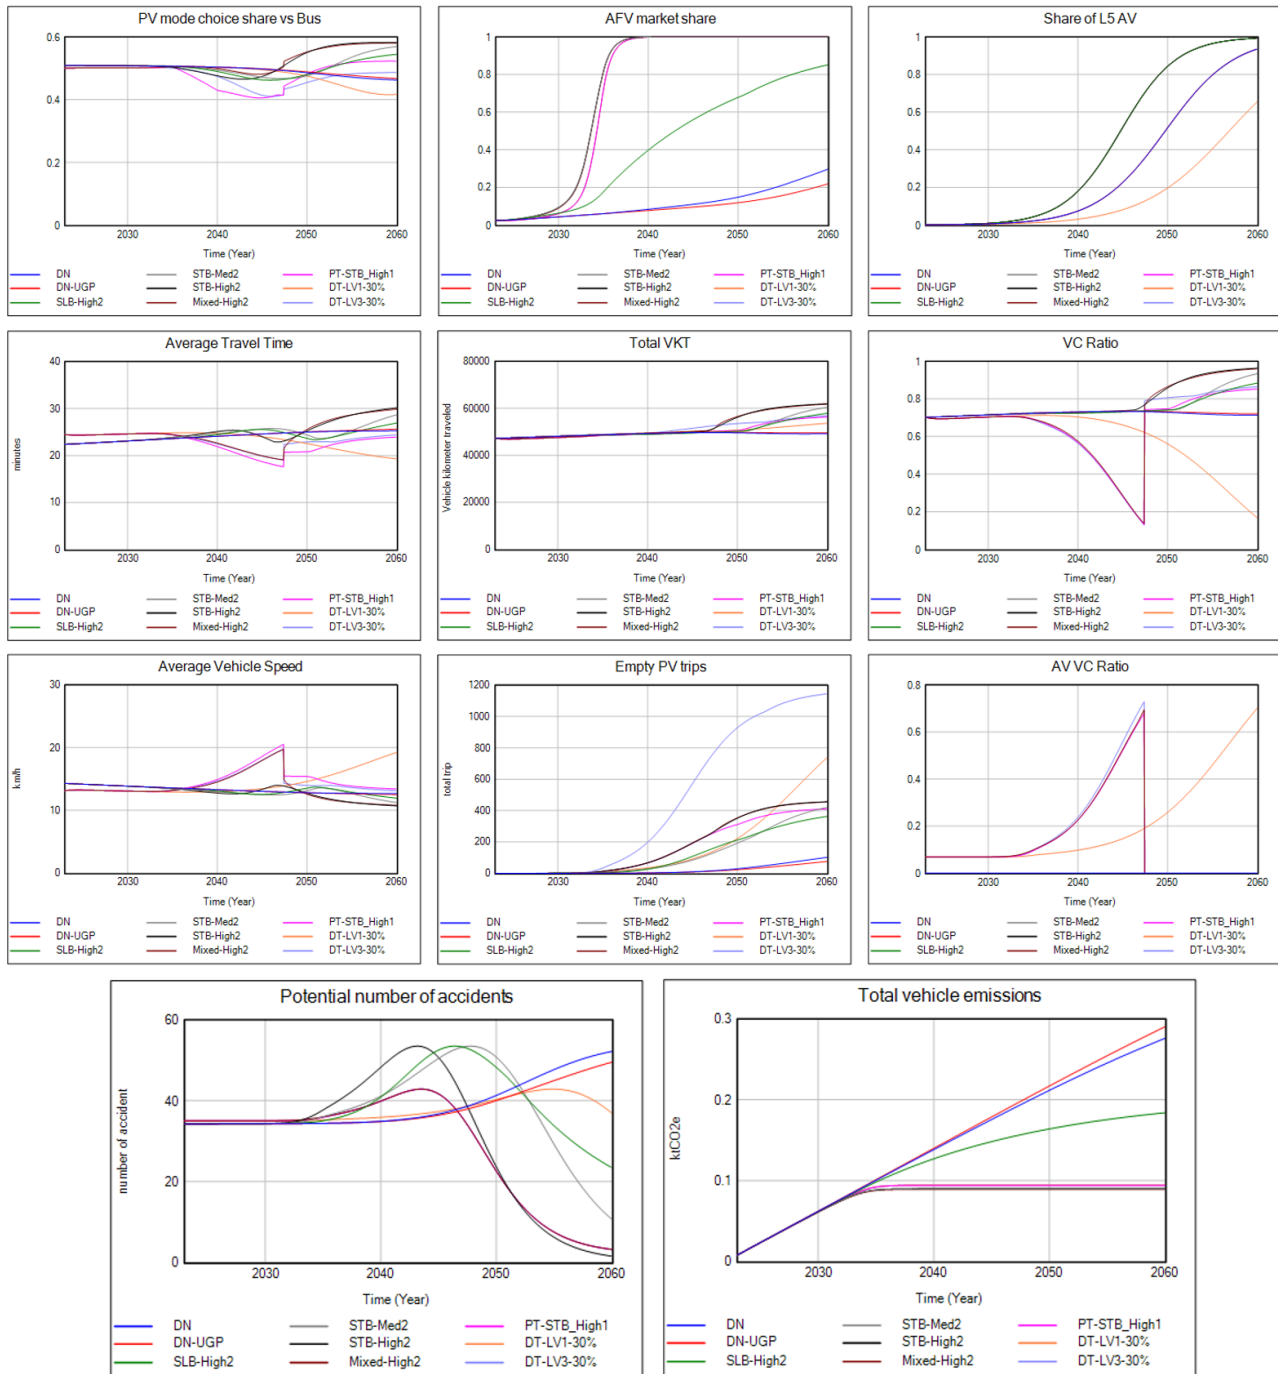 PV mode choice share vs Bus
0.6
0.4
0.2
0
2030 2040 2050 2060
Time (Year)
DN STB-Med2 PT-STB_High1
DN-UGP STB-High2 DT-LV1-30%
SLB-High2 Mixed-High2 DT-LV3-30%
AFV market share
1
0.8
0.6
0.4
0.2
0
2030 2040 2050 2060
Time (Year)
DN STB-Med2 PT-STB_High1
DN-UGP STB-High2 DT-LV1-30%
SLB-High2 Mixed-High2 DT-LV3-30%
Share of L5 AV
1
0.8
0.6
0.4
0.2
0
2030 2040 2050 2060
Time (Year)
DN STB-Med2 PT-STB_High1
DN-UGP STB-High2 DT-LV1-30%
SLB-High2 Mixed-High2 DT-LV3-30%
Average Travel Time
minutes
40
30
20
10
0
2030 2040 2050 2060
Time (Year)
DN STB-Med2 PT-STB_High1
DN-UGP STB-High2 DT-LV1-30%
SLB-High2 Mixed-High2 DT-LV3-30%
Total VKT
Vehicle kilometer traveled
80000
60000
40000
20000
0
2030 2040 2050 2060
Time (Year)
DN STB-Med2 PT-STB_High1
DN-UGP STB-High2 DT-LV1-30%
SLB-High2 Mixed-High2 DT-LV3-30%
VC Ratio
1
0.8
0.6
0.4
0.2
0
2030 2040 2050 2060
Time (Year)
DN STB-Med2 PT-STB_High1
DN-UGP STB-High2 DT-LV1-30%
SLB-High2 Mixed-High2 DT-LV3-30%
Average Vehicle Speed
km/h
30
20
10
0
2030 2040 2050 2060
Time (Year)
DN STB-Med2 PT-STB_High1
DN-UGP STB-High2 DT-LV1-30%
SLB-High2 Mixed-High2 DT-LV3-30%
Empty PV trips
total trip
1200
1000
800
600
400
200
0
2030 2040 2050 2060
Time (Year)
DN STB-Med2 PT-STB_High1
DN-UGP STB-High2 DT-LV1-30%
SLB-High2 Mixed-High2 DT-LV3-30%
AV VC Ratio
0.8
0.6
0.4
0.2
0
2030 2040 2050 2060
Time (Year)
DN STB-Med2 PT-STB_High1
DN-UGP STB-High2 DT-LV1-30%
SLB-High2 Mixed-High2 DT-LV3-30%
Potential number of accidents
number of accident
60
40
20
0
2030 2040 2050 2060
Time (Year)
DN STB-Med2 PT-STB_High1
DN-UGP STB-High2 DT-LV1-30%
SLB-High2 Mixed-High2 DT-LV3-30%
Total vehicle emissions
ktCO2e
0.3
0.2
0.1
0
2030 2040 2050 2060
Time (Year)
DN STB-Med2 PT-STB_High1
DN-UGP STB-High2 DT-LV1-30%
SLB-High2 Mixed-High2 DT-LV3-30%